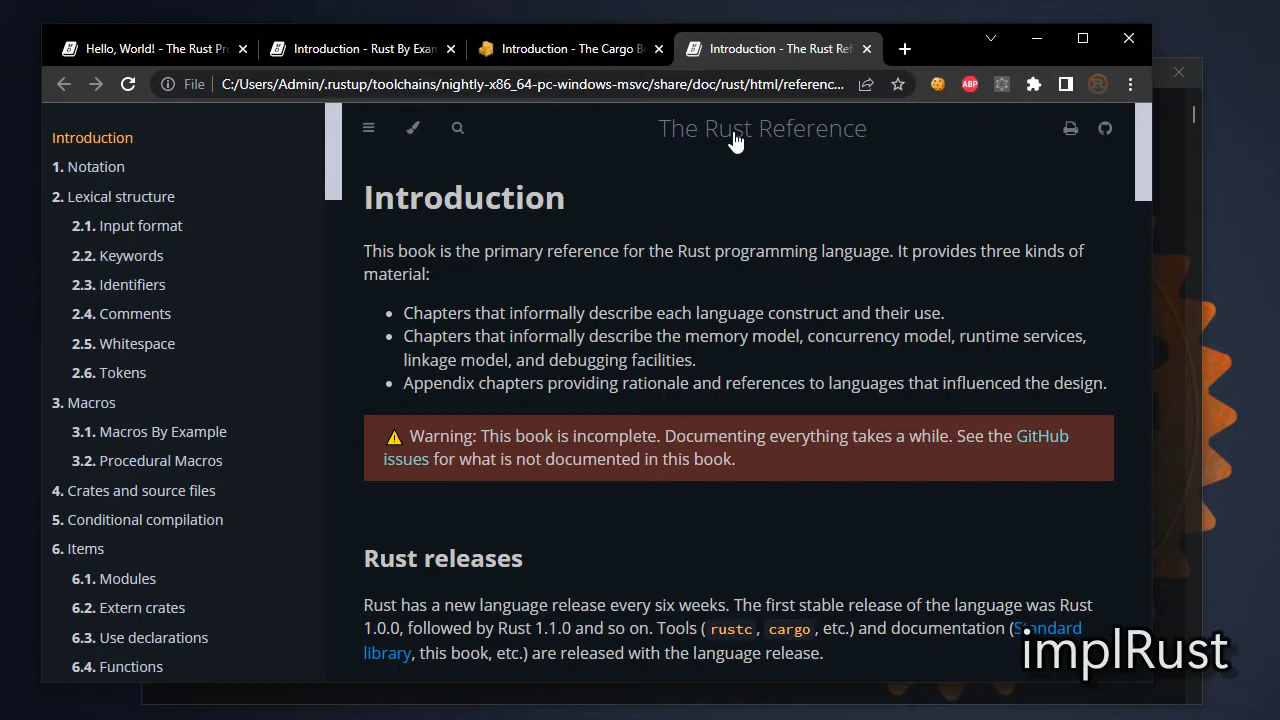 Hello, World! - The Rust Pr
Introduction - Rust By Exam
Introduction - The Cargo B
Introduction - The Rust Ref
File
C:/Users/Admin/.rustup/toolchains/nightly-x86_64-pc-windows-msvc/share/doc/rust/html/referenc...
ABP
The Rust Reference
Introduction
1. Notation
2. Lexical structure
2.1. Input format
2.2. Keywords
2.3. Identifiers
2.4. Comments
2.5. Whitespace
2.6. Tokens
3. Macros
3.1. Macros By Example
3.2. Procedural Macros
4. Crates and source files
5. Conditional compilation
6. Items
6.1. Modules
6.2. Extern crates
6.3. Use declarations
6.4. Functions
Introduction
This book is the primary reference for the Rust programming language. It provides three kinds of
material:
• Chapters that informally describe each language construct and their use.
• Chapters that informally describe the memory model, concurrency model, runtime services,
linkage model, and debugging facilities.
• Appendix chapters providing rationale and references to languages that influenced the design.
Warning: This book is incomplete. Documenting everything takes a while. See the GitHub
issues for what is not documented in this book.
Rust releases
Rust has a new language release every six weeks. The first stable release of the language was Rust
1.0.0, followed by Rust 1.1.0 and so on. Tools (rustc, cargo, etc.) and documentation (Standard
library, this book, etc.) are released with the language release.
implRust